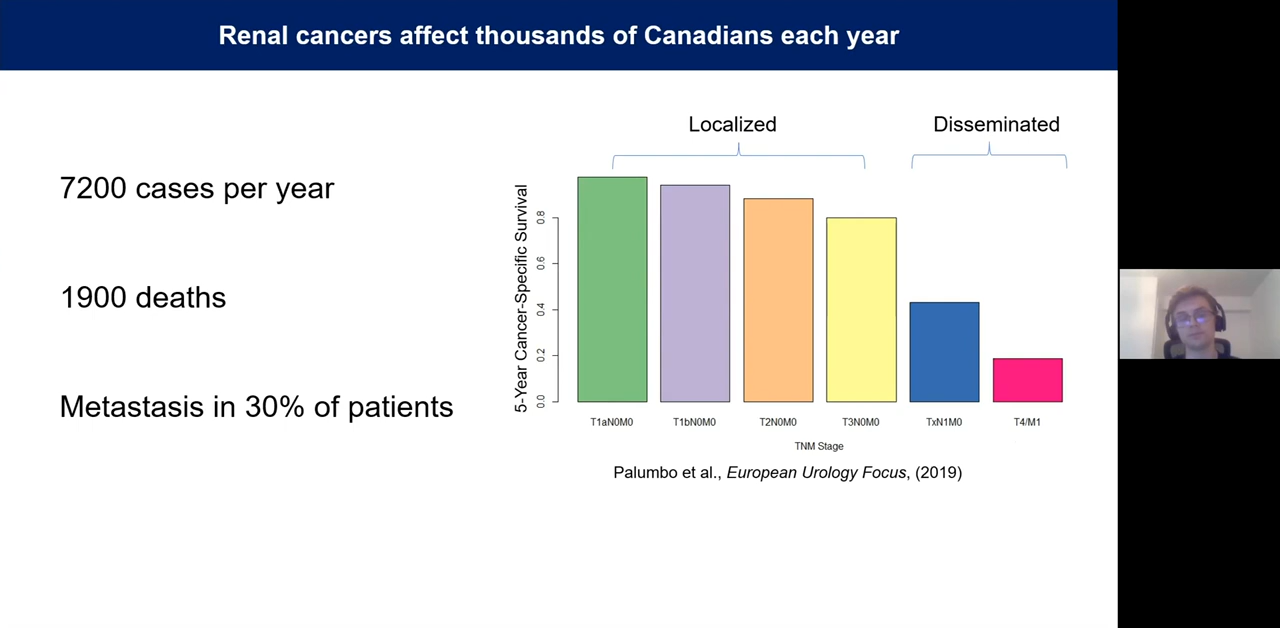 Renal cancers affect thousands of Canadians each year
7200 cases per year
1900 deaths
Metastasis in 30% of patients
Localized
Disseminated
5-Year Cancer-Specific Survival
0.8
0.6
0.4
0.2
0.0
T1aN0M0
T1bN0M0
T2N0M0
T3N0M0
TxN1M0
T4/M1
TNM Stage
Palumbo et al., European Urology Focus, (2019)